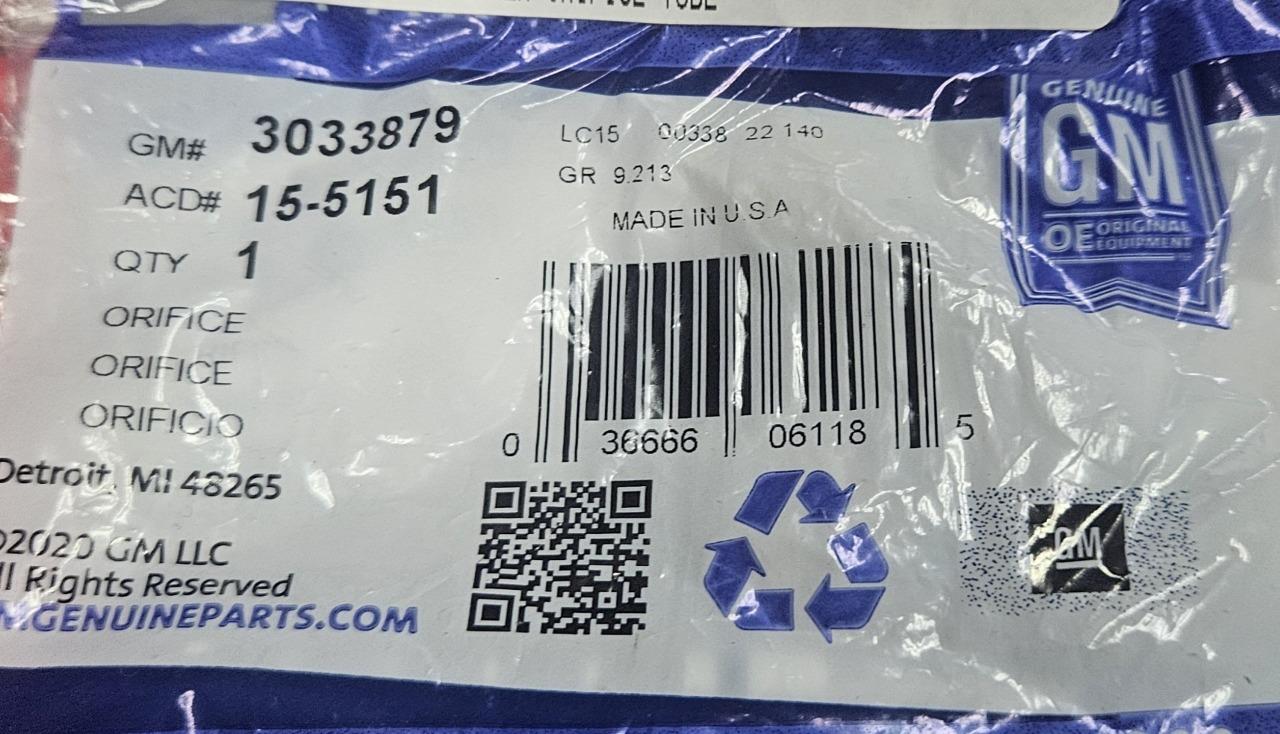 TUBE
GM# 3033879
ACD# 15-5151
QTY 1
ORIFICE
ORIFICE
ORIFICIO
Detroit, MI 48265
©2020 GM LLC
ll Rights Reserved
.GENUINEPARTS.COM
LC15 00338 22 140
GR 9.213
MADE IN U.S.A
0 36666 06118 5
GENUINE
GM
OE ORIGINAL EQUIPMENT
GM